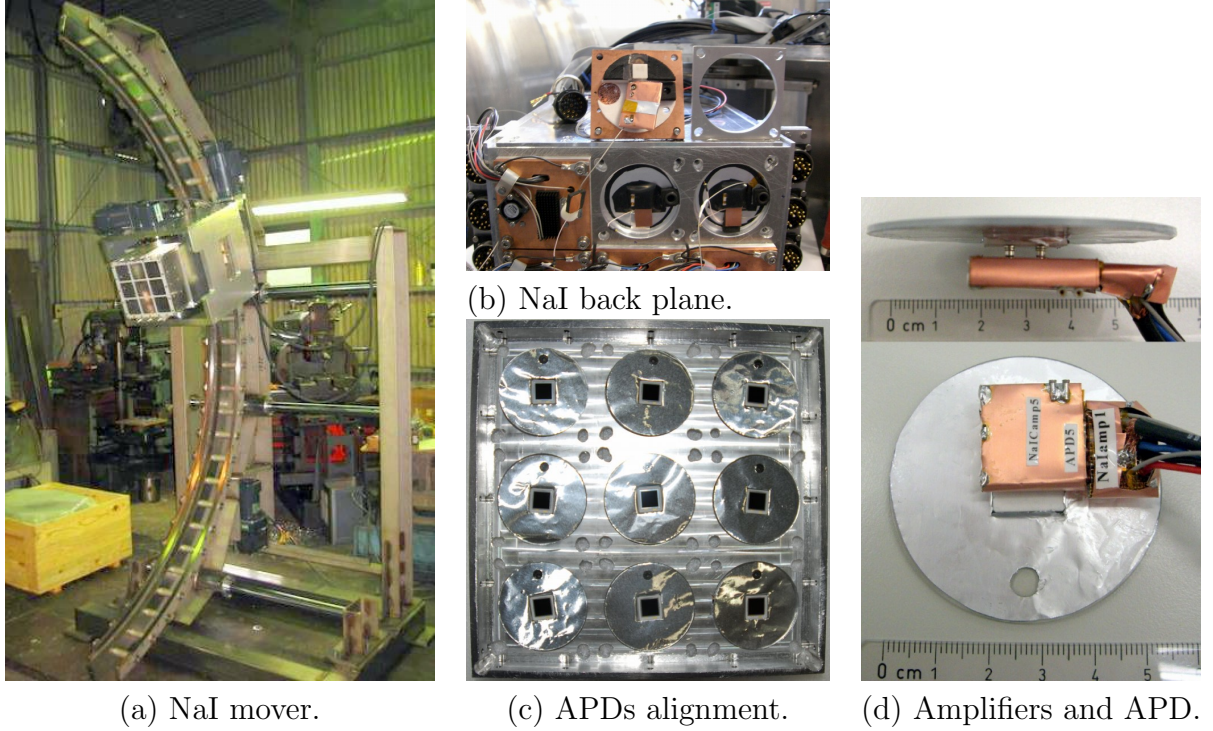 (b) NaI back plane.
0 cm 1 2 3 4 5 6
NaICamp5
APD5
NaIamp1
0 cm 1 2 3 4 5
(a) NaI mover.
(c) APDs alignment.
(d) Amplifiers and APD.